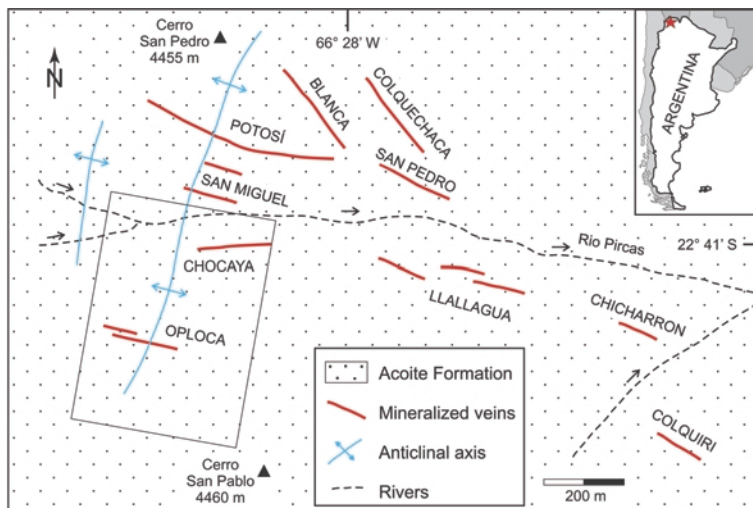 Cerro
San Pedro
4455 m
66° 28' W
N
BLANCA
COLQUECHACA
POTOSÍ
SAN PEDRO
SAN MIGUEL
ARGENTINA
Rio Pircas
22° 41' S
CHOCAYA
LLALLAGUA
CHICHARRON
OPLOCA
COLQUIRI
Cerro
San Pablo
4460 m
Acoite Formation
Mineralized veins
Anticlinal axis
Rivers
200 m